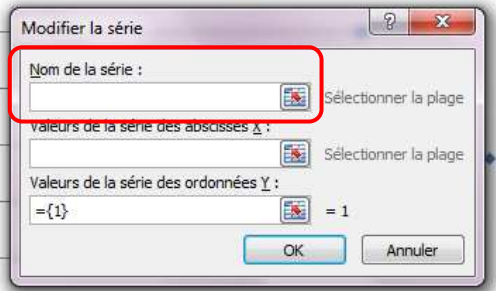 Modifier la série
Nom de la série :
Sélectionner la plage
Valeurs de la série des abscisses X :
Sélectionner la plage
Valeurs de la série des ordonnées Y :
={1} = 1
OK Annuler